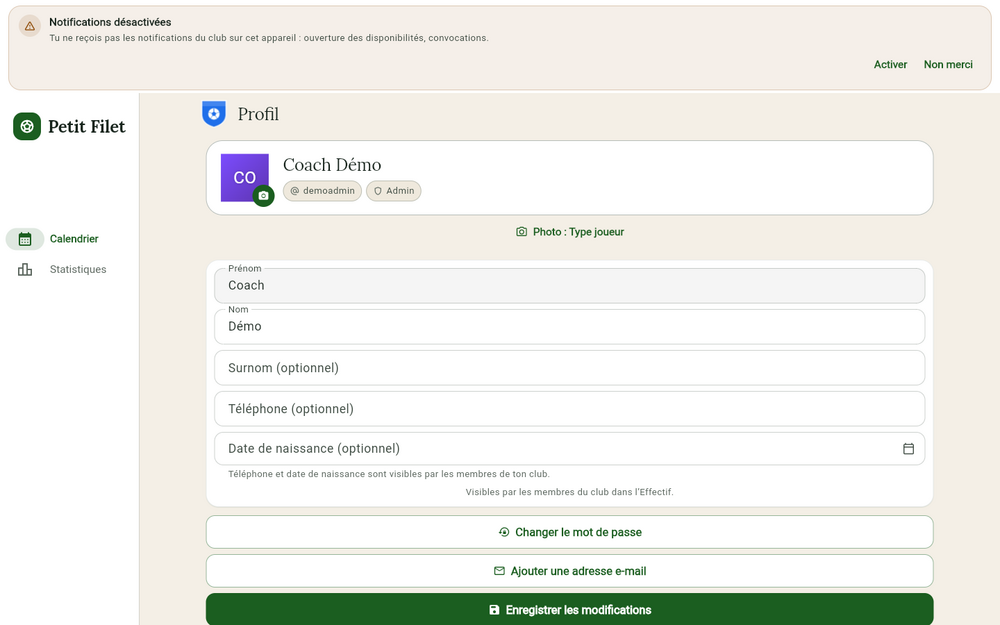 Notifications désactivées
Tu ne reçois pas les notifications du club sur cet appareil : ouverture des disponibilités, convocations.
Activer
Non merci
Petit Filet
Profil
CO
Coach Démo
demoadmin
Admin
Photo : Type joueur
Calendrier
Statistiques
Prénom
Coach
Nom
Démo
Surnom (optionnel)
Téléphone (optionnel)
Date de naissance (optionnel)
Téléphone et date de naissance sont visibles par les membres de ton club.
Visibles par les membres du club dans l'Effectif.
Changer le mot de passe
Ajouter une adresse e-mail
Enregistrer les modifications